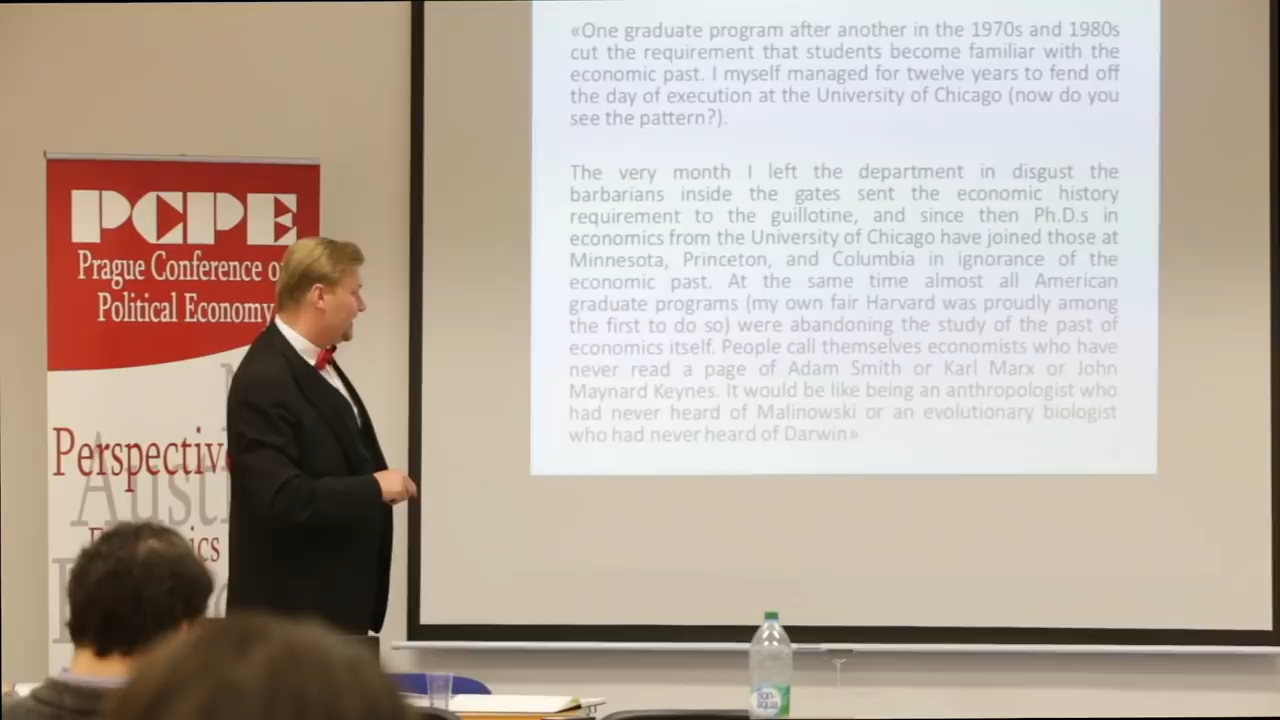 «One graduate program after another in the 1970s and 1980s
cut the requirement that students become familiar with the
economic past. I myself managed for twelve years to fend off
the day of execution at the University of Chicago (now do you
see the pattern?).
The very month I left the department in disgust the
barbarians inside the gates sent the economic history
requirement to the guillotine, and since then Ph.D.s in
economics from the University of Chicago have joined those at
Minnesota, Princeton, and Columbia in ignorance of the
economic past. At the same time almost all American
graduate programs (my own fair Harvard was proudly among
the first to do so) were abandoning the study of the past of
economics itself. People call themselves economists who have
never read a page of Adam Smith or Karl Marx or John
Maynard Keynes. It would be like being an anthropologist who
had never heard of Malinowski or an evolutionary biologist
who had never heard of Darwin»
PCPE
Prague Conference o
Political Economy
Perspectiv
Aust
ics
bon
aqua